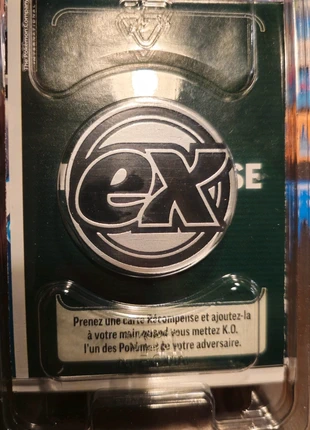 The Pokémon Company
ex
SE
Prenez une carte Récompense et ajoutez-la
à votre main quand vous mettez K.O.
l'un des Pokémon de votre adversaire.